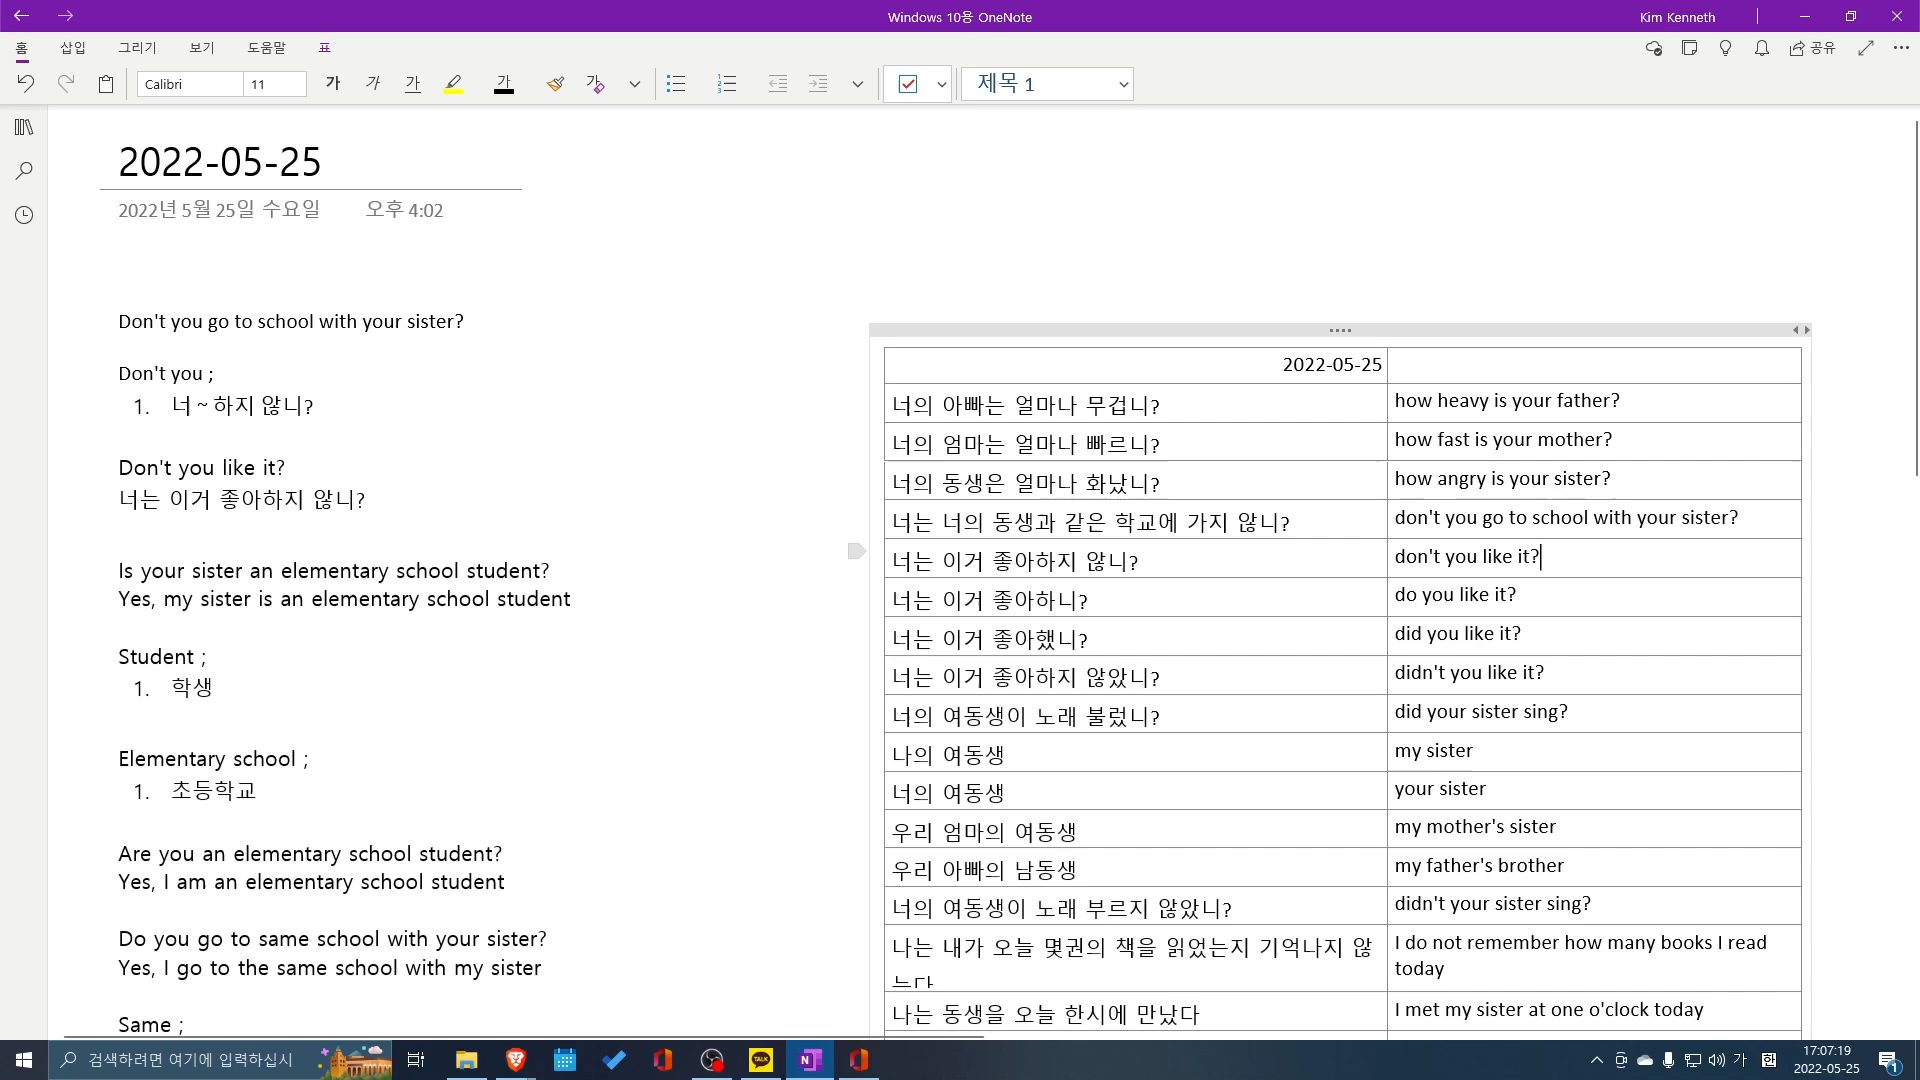 Windows 10용 OneNote
Kim Kenneth
홈 삽입 그리기 보기 도움말 표
공유
Calibri 11 가 가 가 가 가 제목 1
2022-05-25
2022년 5월 25일 수요일 오후 4:02
Don't you go to school with your sister?
Don't you ;
1. 너 ~ 하지 않니?
Don't you like it?
너는 이거 좋아하지 않니?
Is your sister an elementary school student?
Yes, my sister is an elementary school student
Student ;
1. 학생
Elementary school ;
1. 초등학교
Are you an elementary school student?
Yes, I am an elementary school student
Do you go to same school with your sister?
Yes, I go to the same school with my sister
Same ;
2022-05-25
너의 아빠는 얼마나 무겁니? how heavy is your father?
너의 엄마는 얼마나 빠르니? how fast is your mother?
너의 동생은 얼마나 화났니? how angry is your sister?
너는 너의 동생과 같은 학교에 가지 않니? don't you go to school with your sister?
너는 이거 좋아하지 않니? don't you like it?
너는 이거 좋아하니? do you like it?
너는 이거 좋아했니? did you like it?
너는 이거 좋아하지 않았니? didn't you like it?
너의 여동생이 노래 불렀니? did your sister sing?
나의 여동생 my sister
너의 여동생 your sister
우리 엄마의 여동생 my mother's sister
우리 아빠의 남동생 my father's brother
너의 여동생이 노래 부르지 않았니? didn't your sister sing?
나는 내가 오늘 몇권의 책을 읽었는지 기억나지 않 I do not remember how many books I read
는다 today
나는 동생을 오늘 한시에 만났다 I met my sister at one o'clock today
검색하려면 여기에 입력하십시
TALK
N
가 한
17:07:19
2022-05-25
1